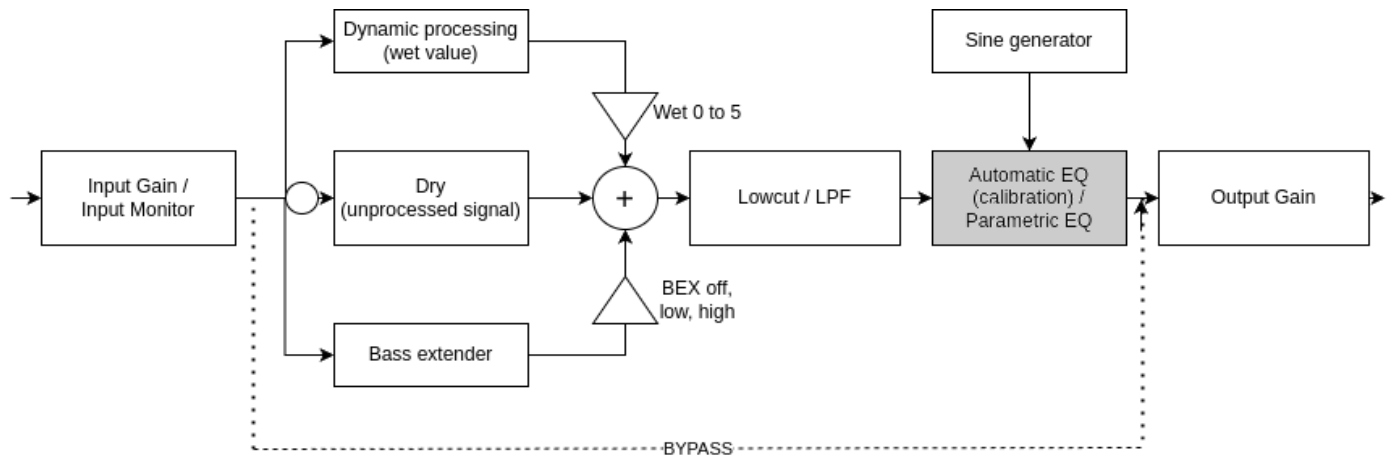 Dynamic processing
(wet value)
Sine generator
Wet 0 to 5
Input Gain /
Input Monitor
Dry
(unprocessed signal)
+
Lowcut / LPF
Automatic EQ
(calibration) /
Parametric EQ
Output Gain
BEX off,
low, high
Bass extender
BYPASS